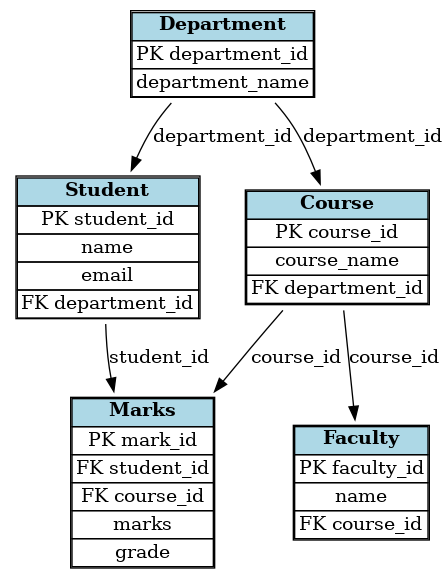 Department
PK department_id
department_name
department_id
department_id
Student
PK student_id
name
email
FK department_id
Course
PK course_id
course_name
FK department_id
student_id
course_id
course_id
Marks
PK mark_id
FK student_id
FK course_id
marks
grade
Faculty
PK faculty_id
name
FK course_id